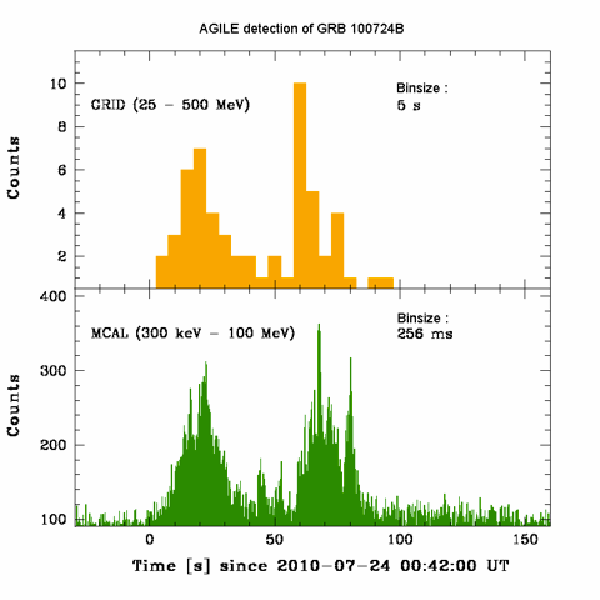 AGILE detection of GRB 100724B
10
8
6
4
2
Counts
GRID (25 – 500 MeV)
Binsize :
5 s
400
300
200
100
Counts
MCAL (300 keV – 100 MeV)
Binsize :
256 ms
0 50 100 150
Time [s] since 2010-07-24 00:42:00 UT